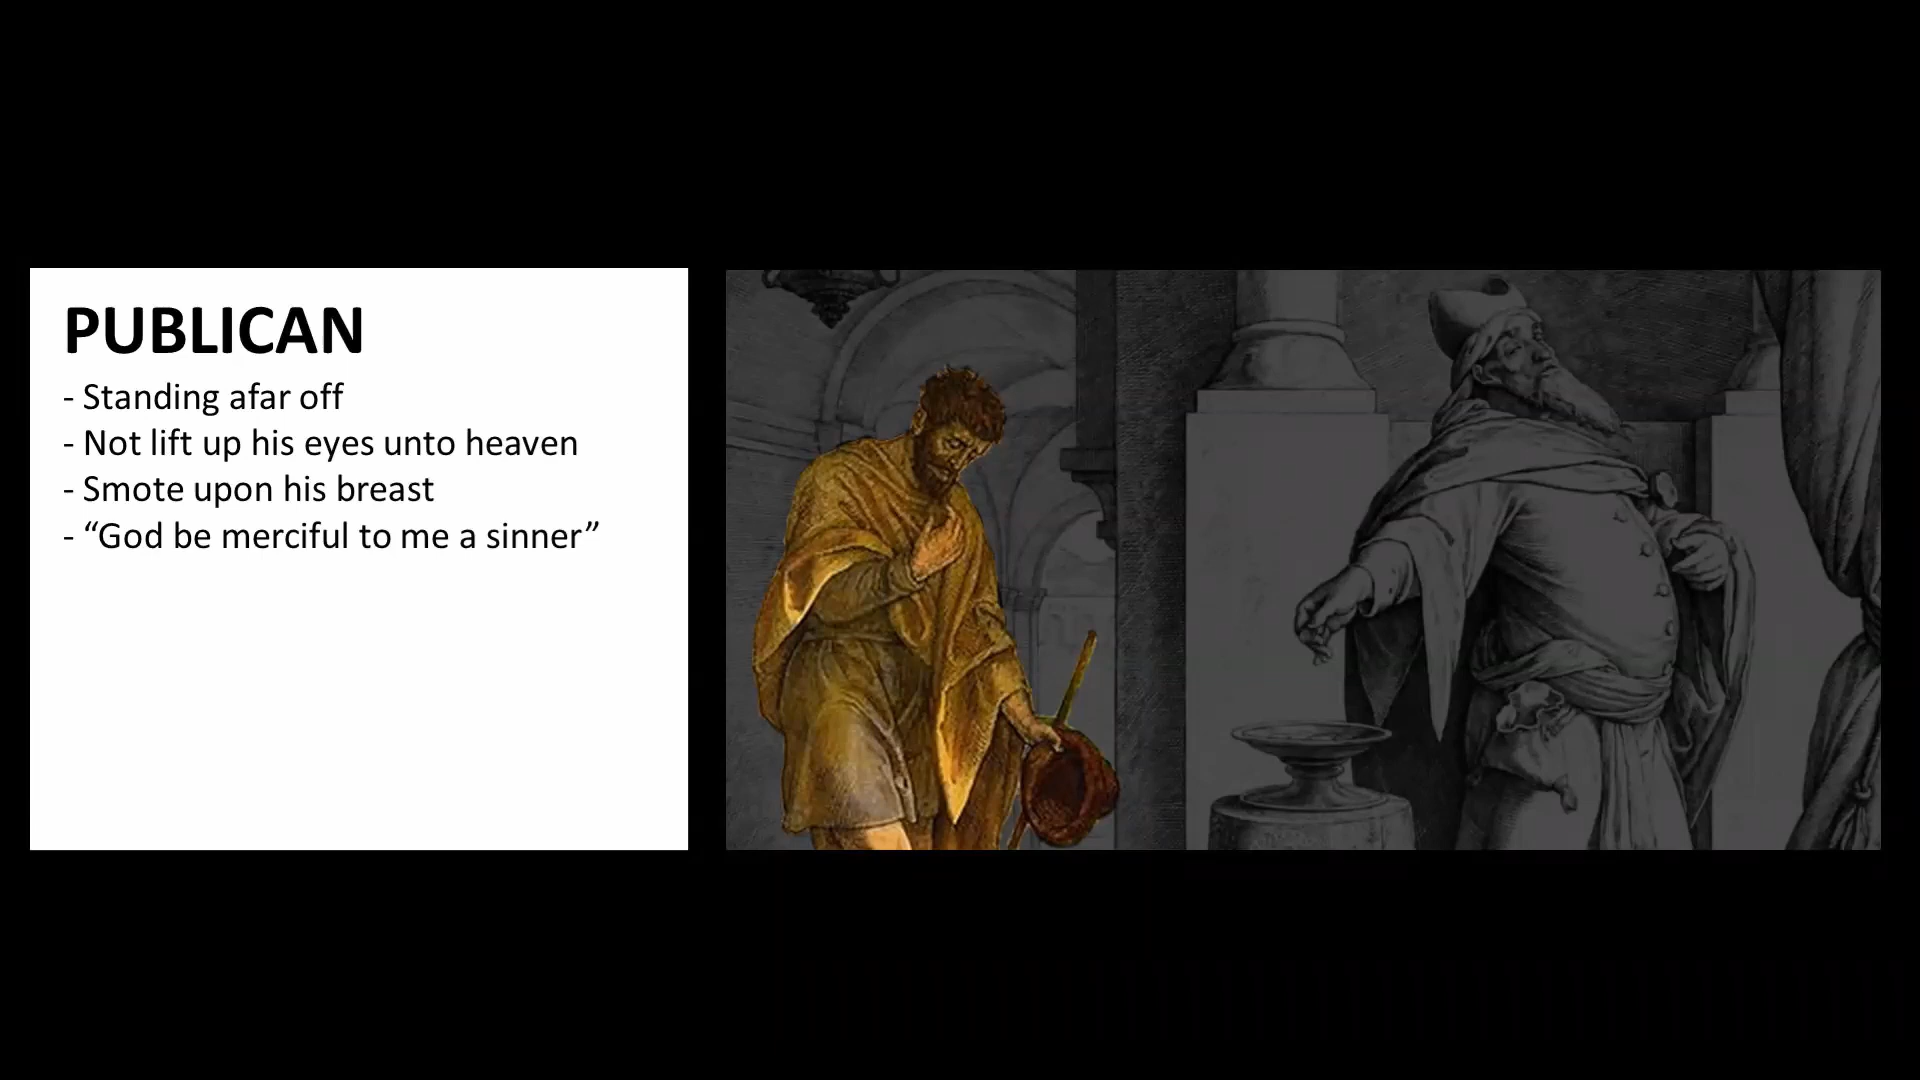 PUBLICAN
- Standing afar off
- Not lift up his eyes unto heaven
- Smote upon his breast
- “God be merciful to me a sinner”